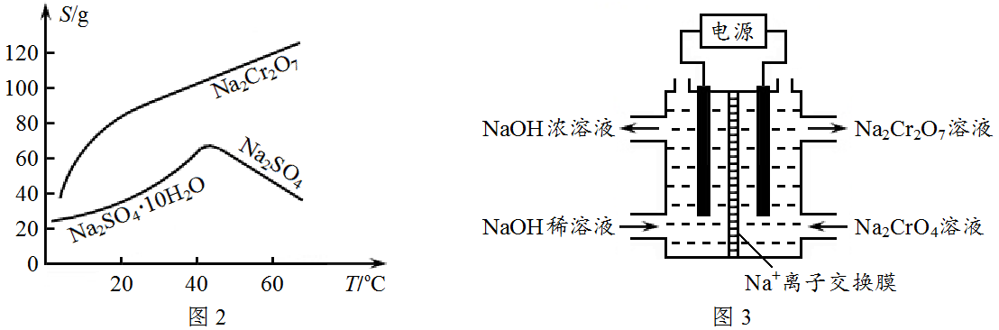 S/g
120
100
80
60
40
20
0
20
40
60
T/°C
Na₂Cr₂O₇
Na₂SO₄
Na₂SO₄·10H₂O
图 2
电源
NaOH浓溶液
Na₂Cr₂O₇溶液
NaOH稀溶液
Na₂CrO₄溶液
Na⁺离子交换膜
图 3